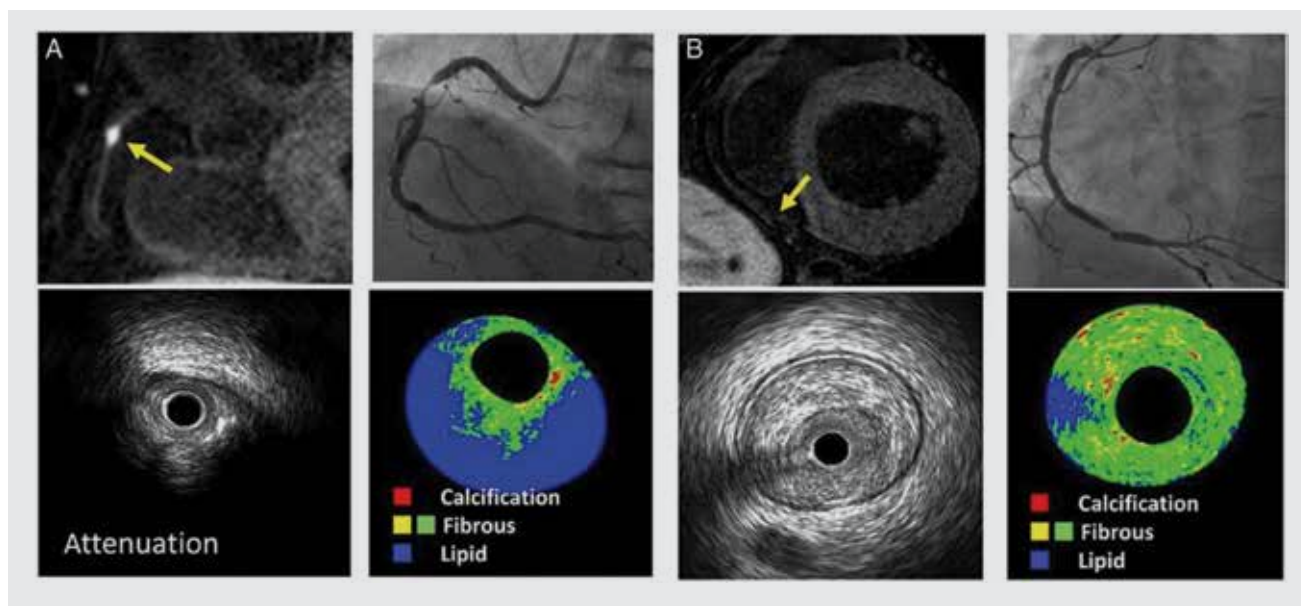 A
B
Attenuation
Calcification
Fibrous
Lipid
Calcification
Fibrous
Lipid